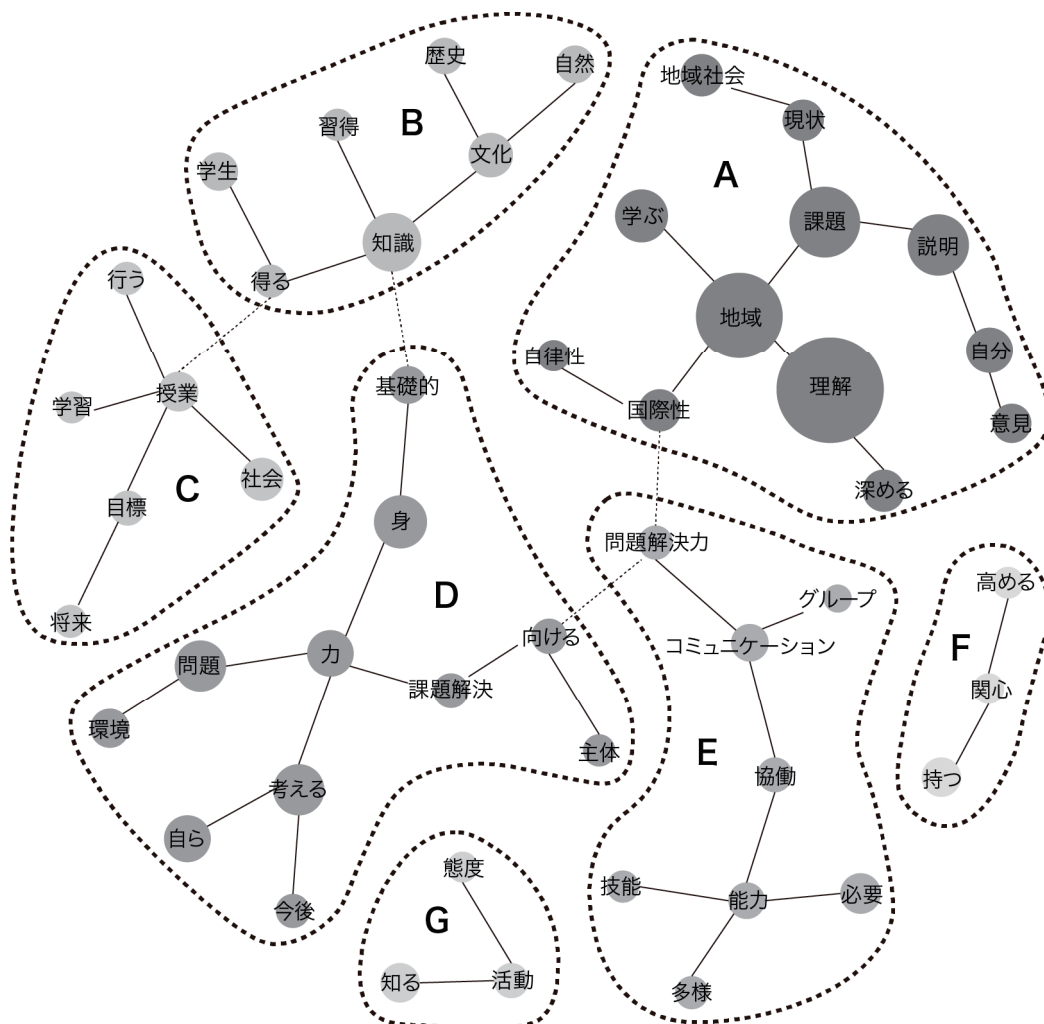 歴史
自然
B
習得
文化
学生
知識
得る
地域社会
現状
A
学ぶ
課題
説明
地域
自律性
理解
自分
国際性
意見
深める
行う
学習
授業
C
社会
目標
将来
基礎的
身
D
問題
力
向ける
課題解決
環境
主体
考える
自ら
今後
問題解決力
グループ
コミュニケーション
E
協働
技能
能力
必要
多様
高める
F
関心
持つ
態度
G
知る
活動